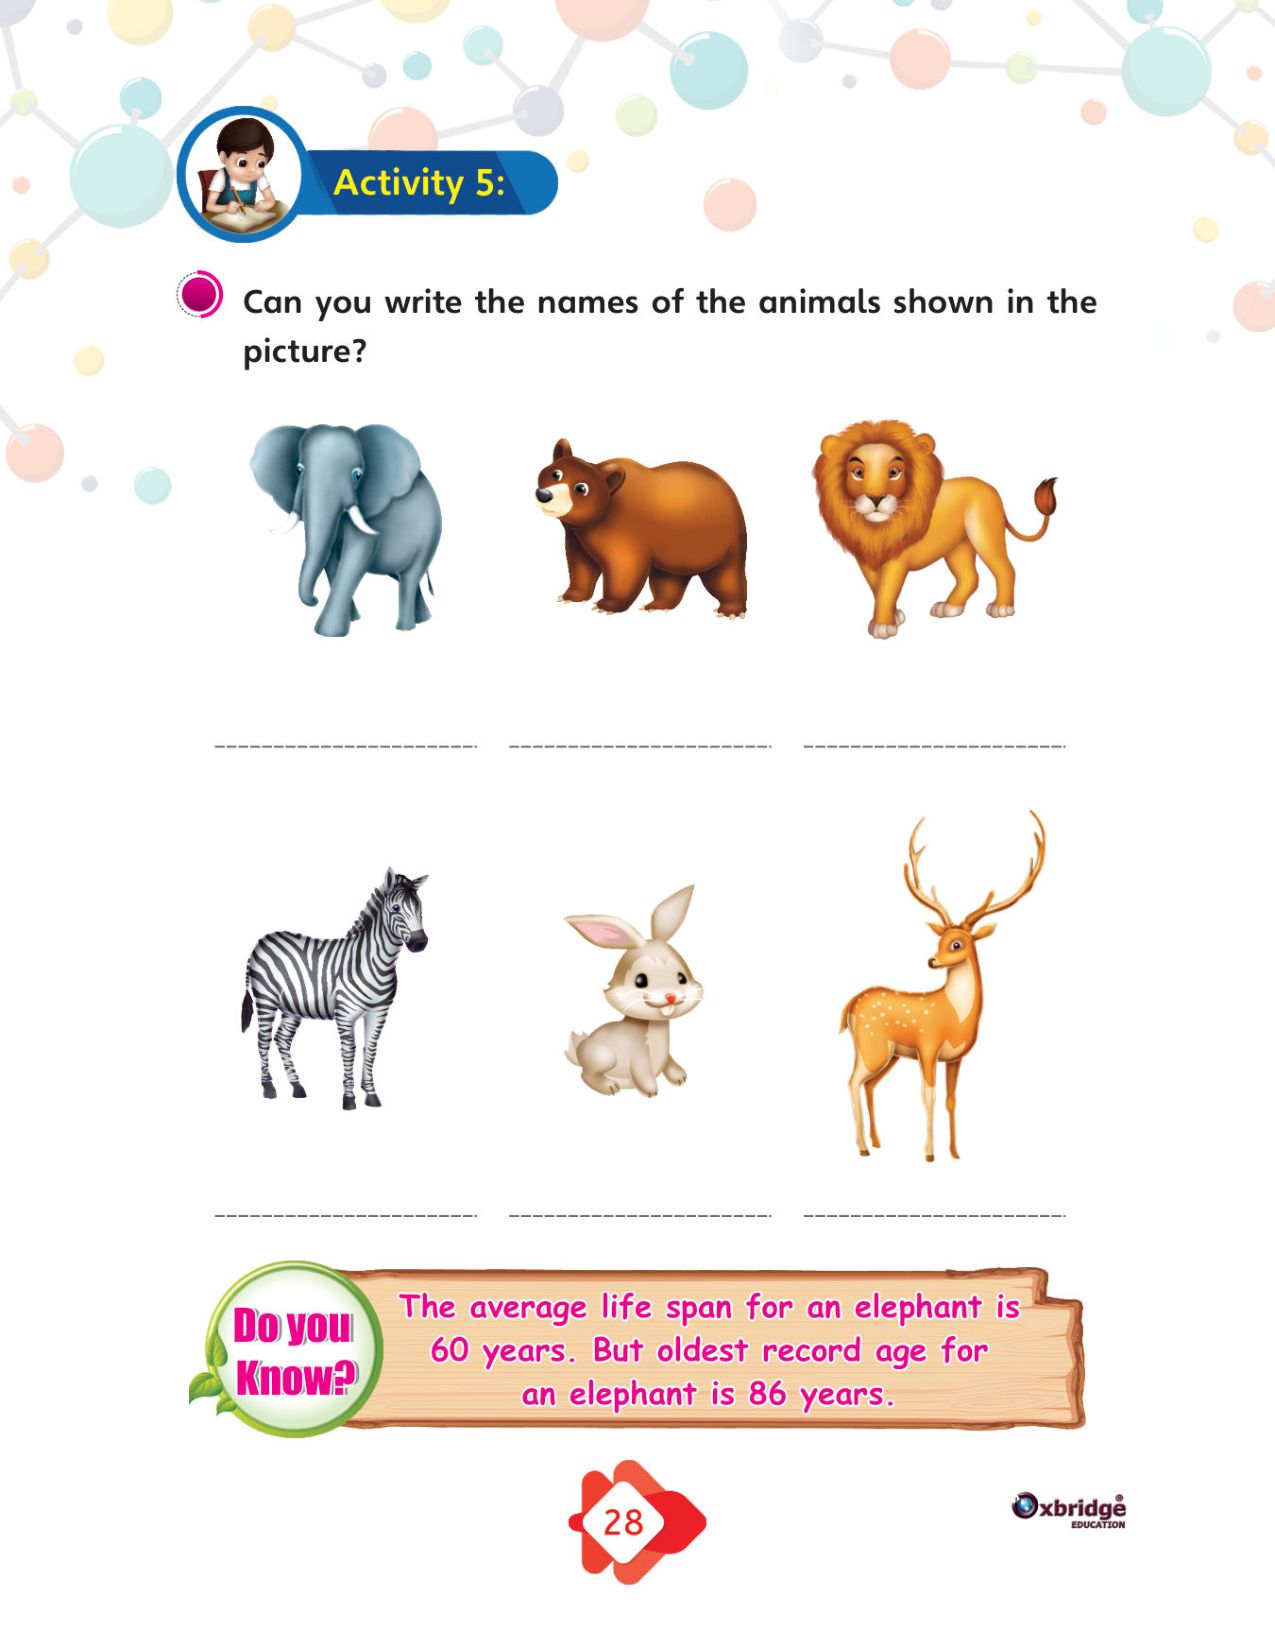 Activity 5:
Can you write the names of the animals shown in the
picture?
Do you
Know?
The average life span for an elephant is
60 years. But oldest record age for
an elephant is 86 years.
28
Oxbridge®
EDUCATION